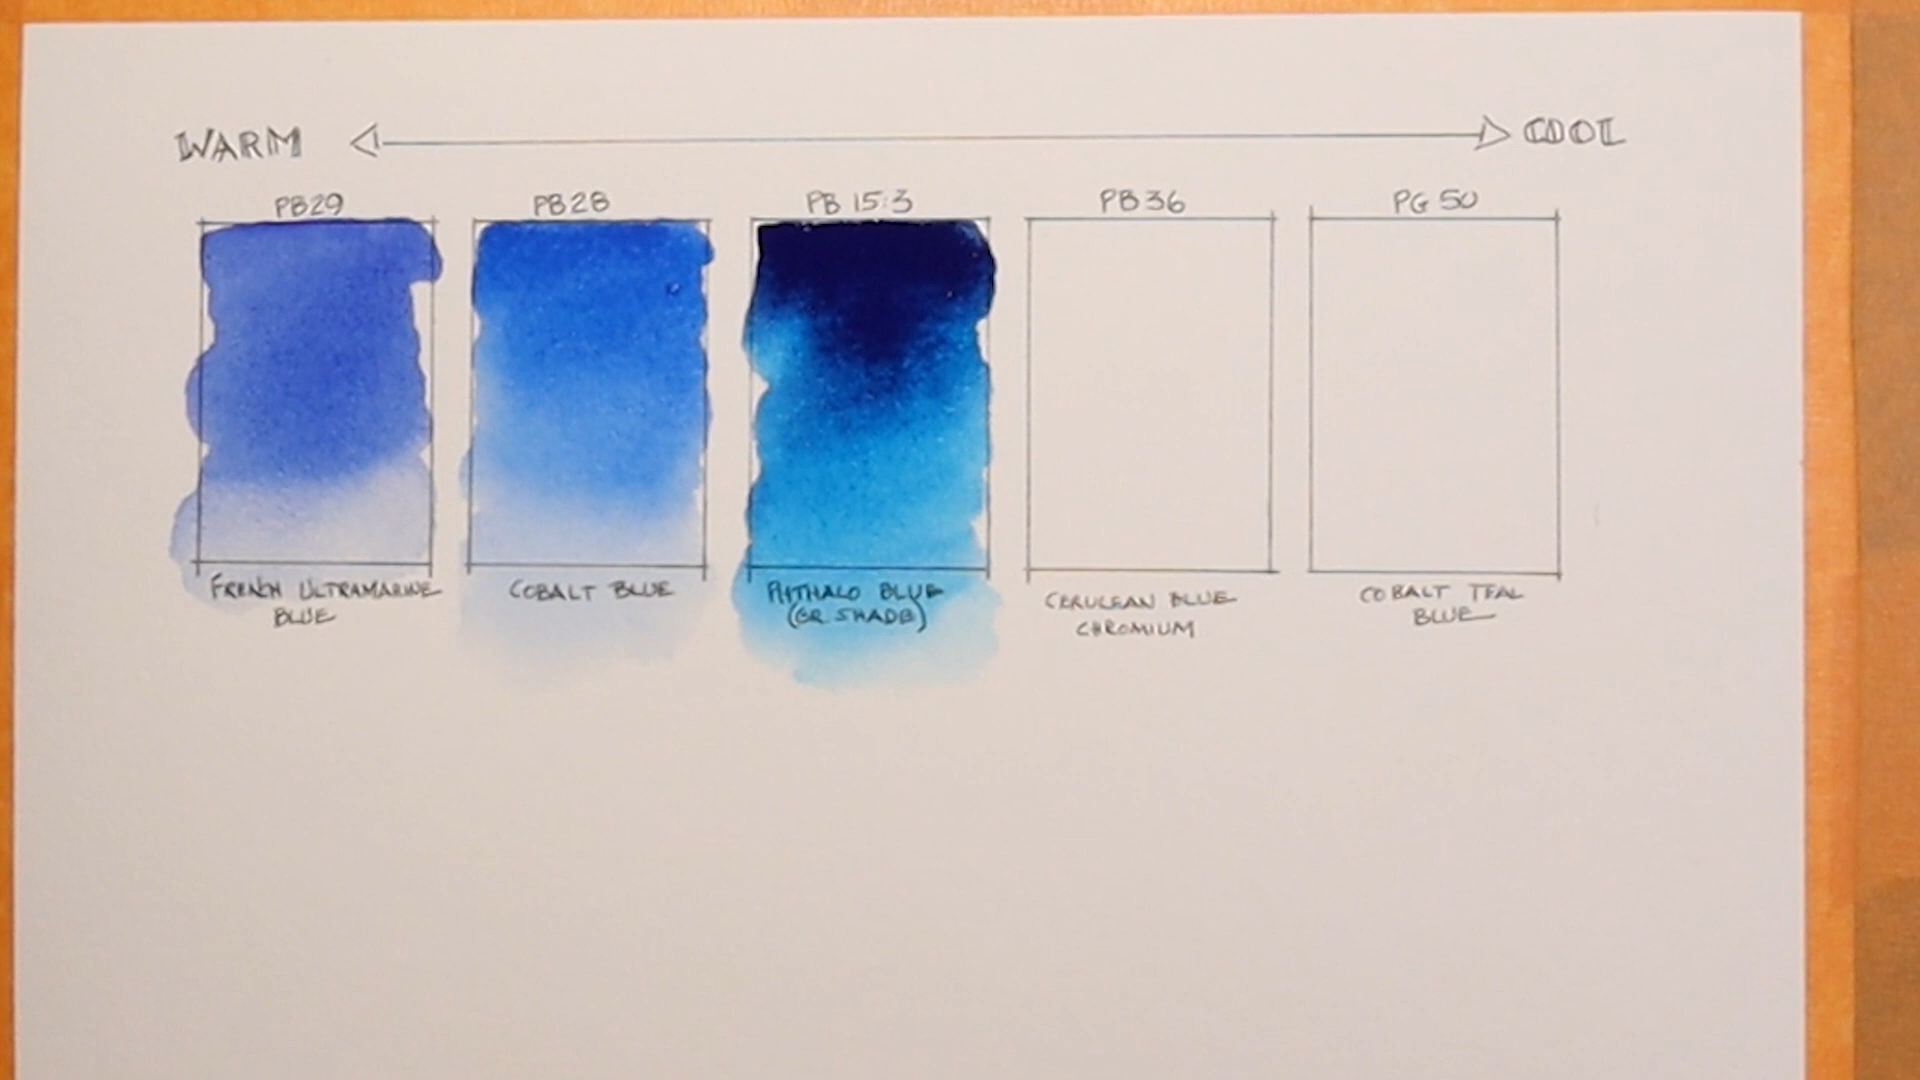 WARM COOL
PB29 PB28 PB 15:3 PB36 PG 50
FRENCH ULTRAMARINE
BLUE
COBALT BLUE
PHTHALO BLUE
(GR. SHADE)
CERULEAN BLUE
CHROMIUM
COBALT TEAL
BLUE